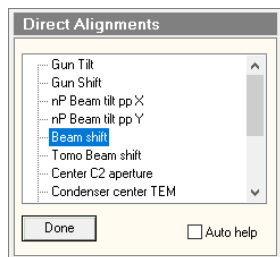 Direct Alignments
Gun Tilt
Gun Shift
nP Beam tilt pp X
nP Beam tilt pp Y
Beam shift
Tomo Beam shift
Center C2 aperture
Condenser center TEM
Done
Auto help